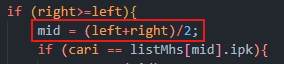 if (right>=left){
mid = (left+right)/2;
if (cari == listMhs[mid].ipk){